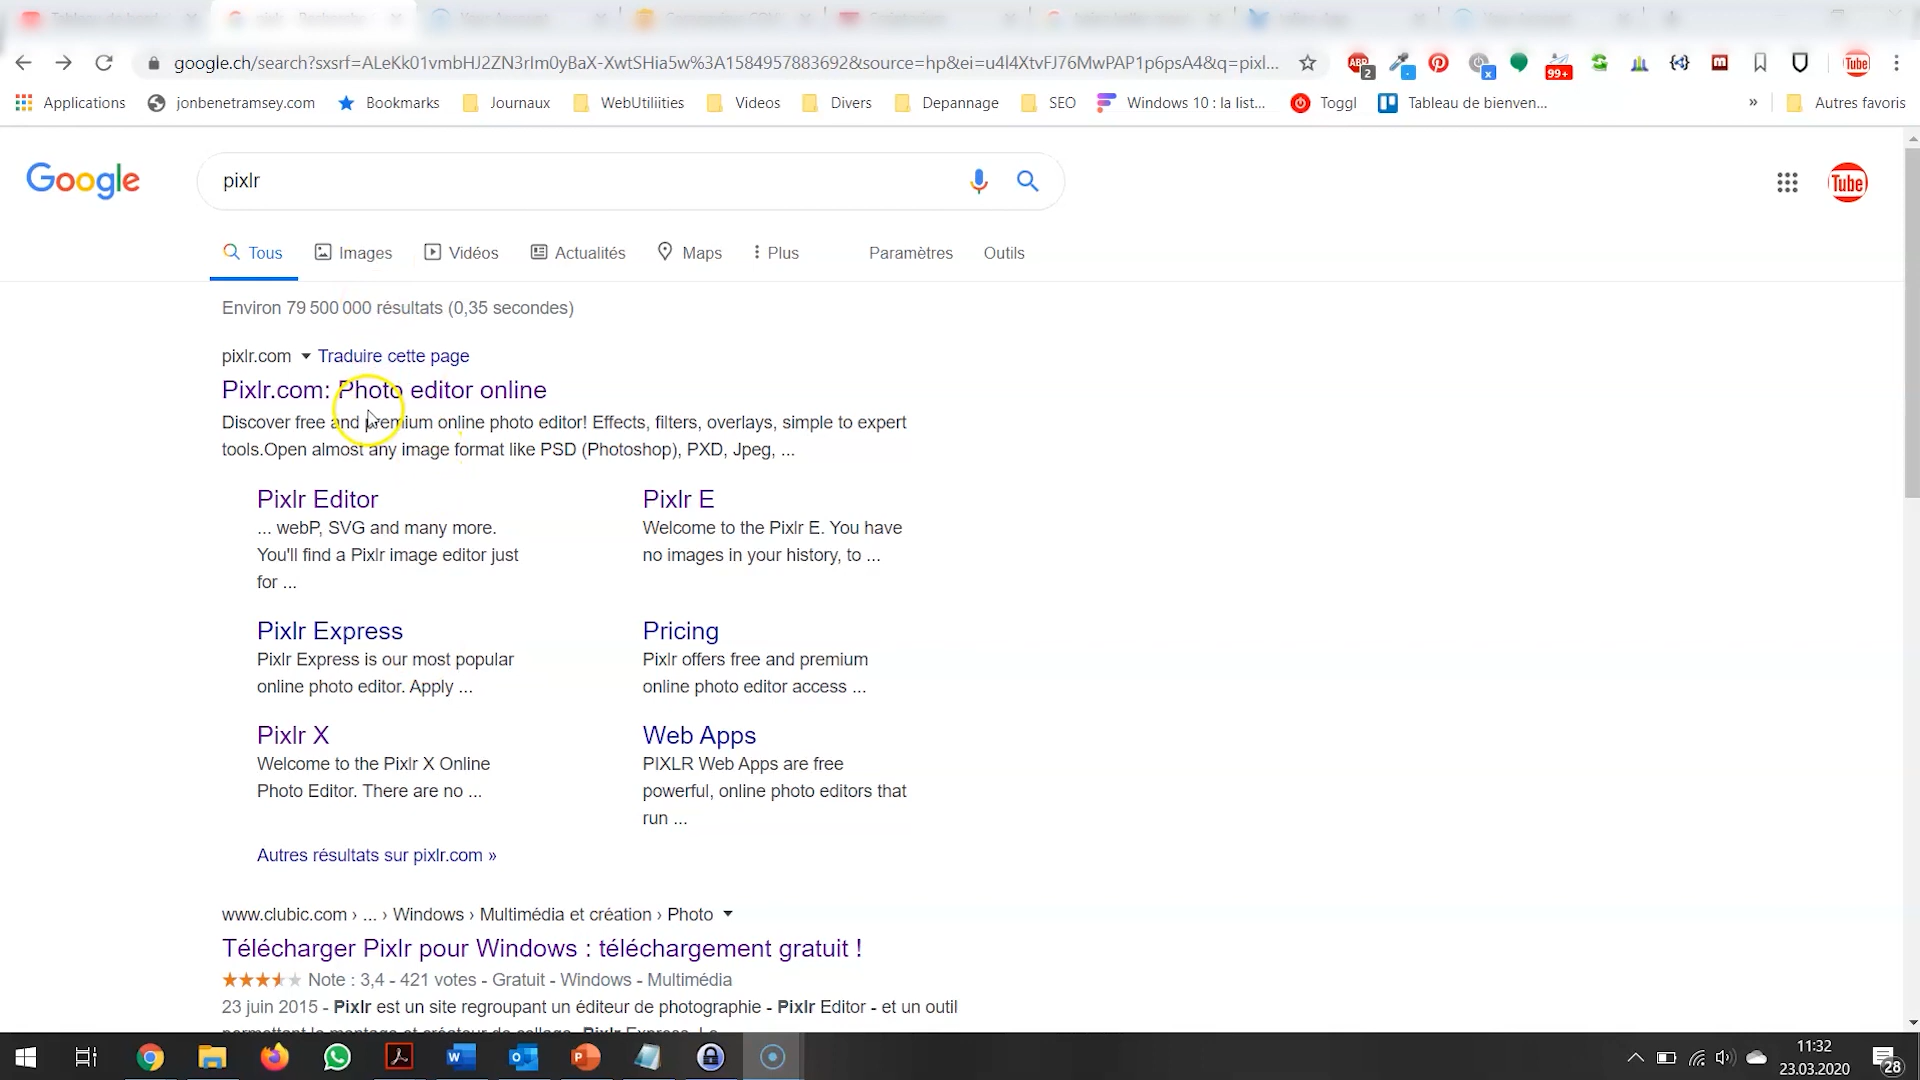 google.ch/search?sxsrf=ALeKk01vmbHJ2ZN3rIm0yBaX-XwtSHia5w%3A1584957883692&source=hp&ei=u4l4XtvFJ76MwPAP1p6psA4&q=pixl...
ABP 2
x
99+
m
Tube
Applications jonbenetramsey.com Bookmarks Journaux WebUtiliities Videos Divers Depannage SEO Windows 10 : la list... Toggl Tableau de bienven... » Autres favoris
Google
pixlr
Tube
Tous Images Vidéos Actualités Maps Plus Paramètres Outils
Environ 79 500 000 résultats (0,35 secondes)
pixlr.com Traduire cette page
Pixlr.com: Photo editor online
Discover free and premium online photo editor! Effects, filters, overlays, simple to expert
tools.Open almost any image format like PSD (Photoshop), PXD, Jpeg, ...
Pixlr Editor
... webP, SVG and many more.
You'll find a Pixlr image editor just
for ...
Pixlr E
Welcome to the Pixlr E. You have
no images in your history, to ...
Pixlr Express
Pixlr Express is our most popular
online photo editor. Apply ...
Pricing
Pixlr offers free and premium
online photo editor access ...
Pixlr X
Welcome to the Pixlr X Online
Photo Editor. There are no ...
Web Apps
PIXLR Web Apps are free
powerful, online photo editors that
run ...
Autres résultats sur pixlr.com »
www.clubic.com › ... › Windows › Multimédia et création › Photo
Télécharger Pixlr pour Windows : téléchargement gratuit !
Note : 3,4 - 421 votes - Gratuit - Windows - Multimédia
23 juin 2015 - Pixlr est un site regroupant un éditeur de photographie - Pixlr Editor - et un outil
11:32
23.03.2020
28